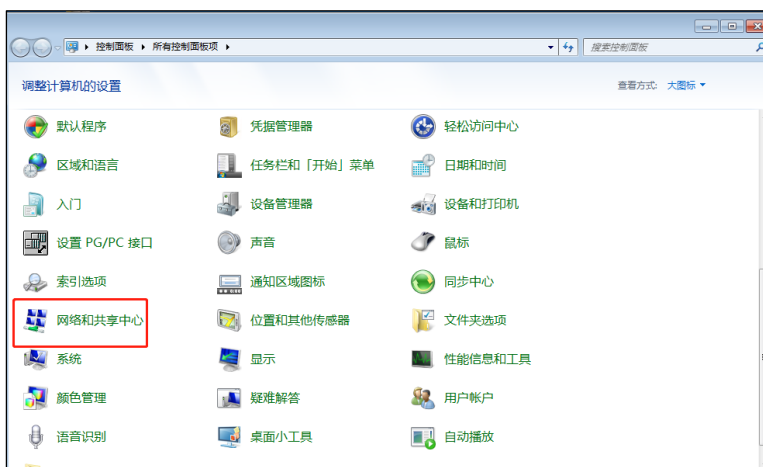 控制面板 ▸ 所有控制面板项 ▸
搜索控制面板
调整计算机的设置
查看方式: 大图标
默认程序 凭据管理器 轻松访问中心
区域和语言 任务栏和「开始」菜单 日期和时间
入门 设备管理器 设备和打印机
设置 PG/PC 接口 声音 鼠标
索引选项 通知区域图标 同步中心
网络和共享中心 位置和其他传感器 文件夹选项
系统 显示 性能信息和工具
颜色管理 疑难解答 用户帐户
语音识别 桌面小工具 自动播放